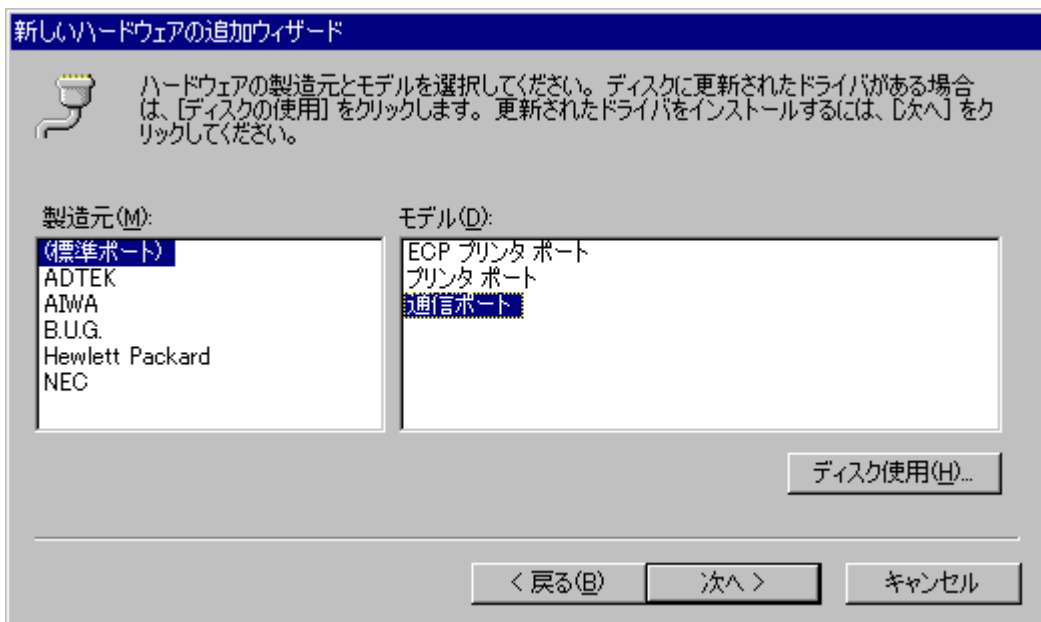 新しいハードウェアの追加ウィザード
ハードウェアの製造元とモデルを選択してください。ディスクに更新されたドライバがある場合
は、[ディスクの使用] をクリックします。更新されたドライバをインストールするには、[次へ] をク
リックしてください。
製造元(M):
(標準ポート)
ADTEK
AIWA
B.U.G.
Hewlett Packard
NEC
モデル(D):
ECP プリンタ ポート
プリンタ ポート
通信ポート
ディスク使用(H)...
< 戻る(B)
次へ >
キャンセル